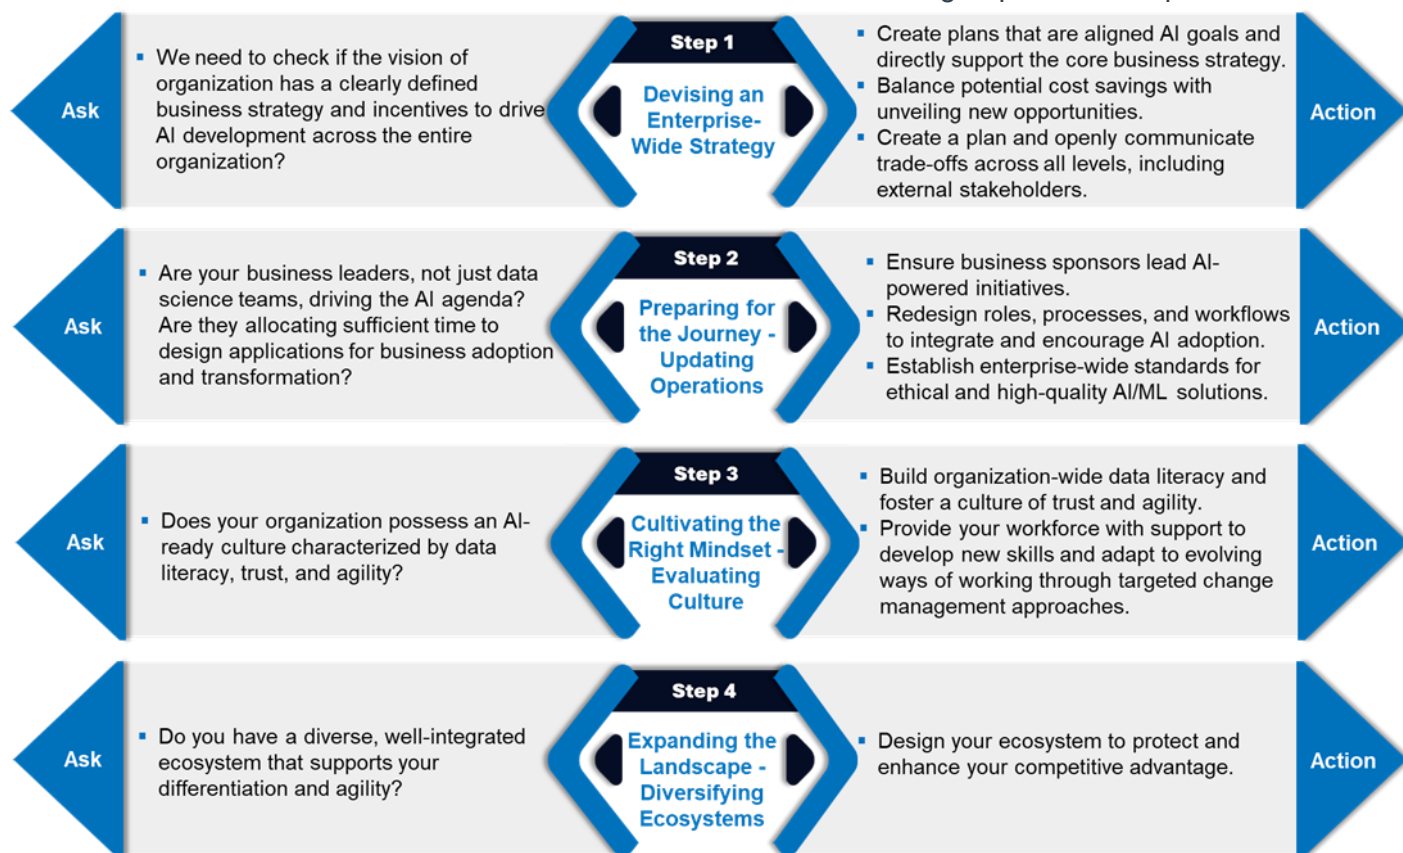 Ask
▪ We need to check if the vision of
organization has a clearly defined
business strategy and incentives to drive
AI development across the entire
organization?
Step 1
Devising an
Enterprise-
Wide Strategy
▪ Create plans that are aligned AI goals and
directly support the core business strategy.
▪ Balance potential cost savings with
unveiling new opportunities.
▪ Create a plan and openly communicate
trade-offs across all levels, including
external stakeholders.
Action
Ask
▪ Are your business leaders, not just data
science teams, driving the AI agenda?
Are they allocating sufficient time to
design applications for business adoption
and transformation?
Step 2
Preparing for
the Journey -
Updating
Operations
▪ Ensure business sponsors lead AI-
powered initiatives.
▪ Redesign roles, processes, and workflows
to integrate and encourage AI adoption.
▪ Establish enterprise-wide standards for
ethical and high-quality AI/ML solutions.
Action
Ask
▪ Does your organization possess an AI-
ready culture characterized by data
literacy, trust, and agility?
Step 3
Cultivating the
Right Mindset -
Evaluating
Culture
▪ Build organization-wide data literacy and
foster a culture of trust and agility.
▪ Provide your workforce with support to
develop new skills and adapt to evolving
ways of working through targeted change
management approaches.
Action
Ask
▪ Do you have a diverse, well-integrated
ecosystem that supports your
differentiation and agility?
Step 4
Expanding the
Landscape -
Diversifying
Ecosystems
▪ Design your ecosystem to protect and
enhance your competitive advantage.
Action